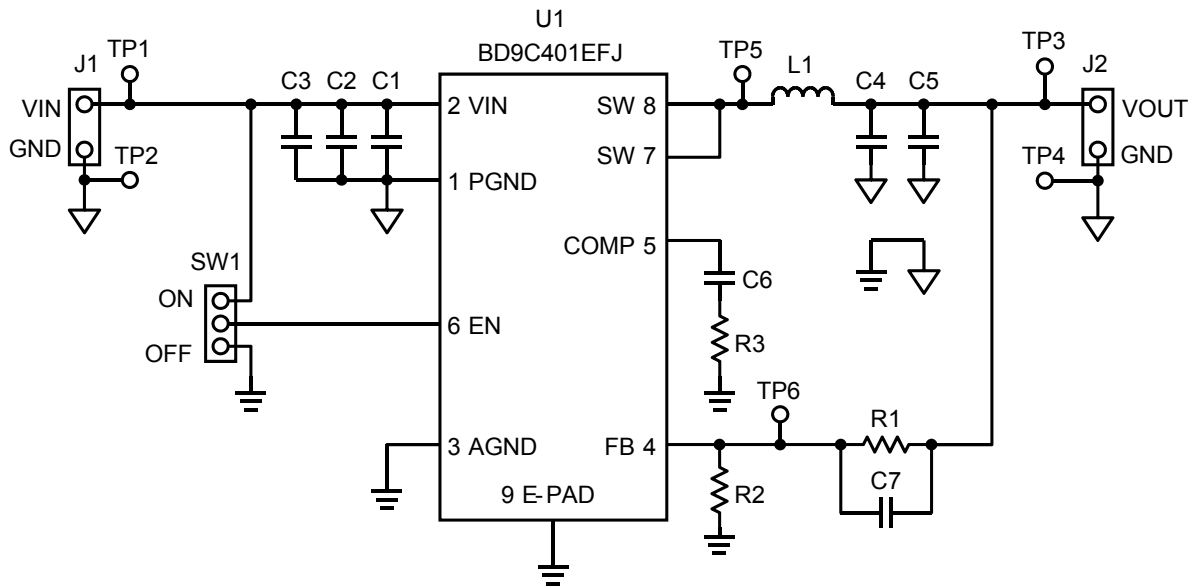 U1
BD9C401EFJ
TP1
J1
VIN
GND
TP2
C3 C2 C1
2 VIN
1 PGND
SW 8
SW 7
TP5
L1
C4 C5
TP3
J2
VOUT
GND
TP4
COMP 5
C6
R3
SW1
ON
OFF
6 EN
3 AGND
FB 4
9 E-PAD
TP6
R1
C7
R2